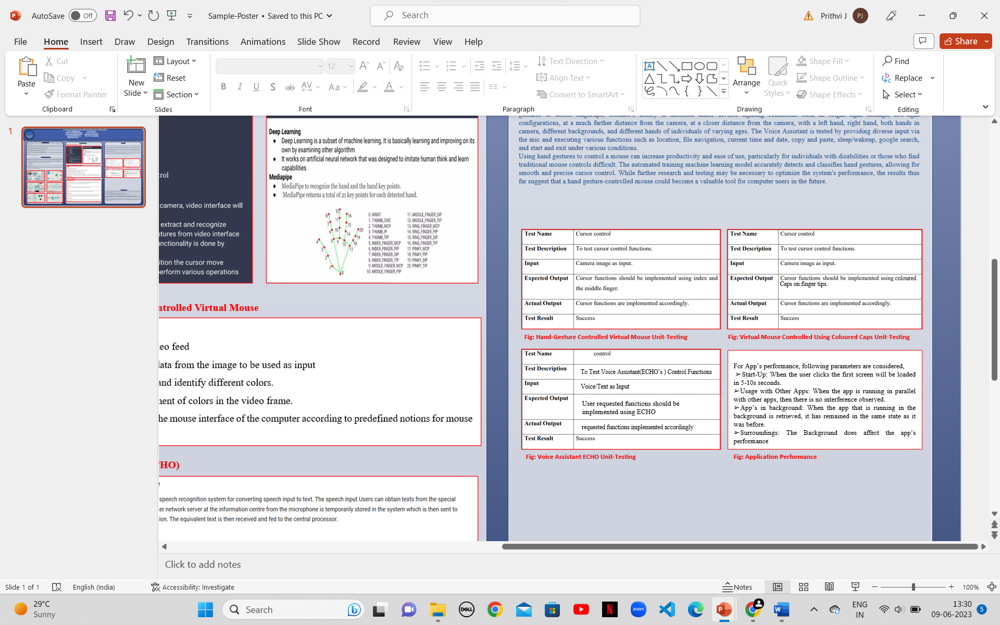 AutoSave Off Sample-Poster • Saved to this PC Search Prithvi J PJ
File Home Insert Draw Design Transitions Animations Slide Show Record Review View Help Share
Paste Cut Copy Format Painter Clipboard
New Slide Layout Reset Section Slides
12 B I U S ab AV Aa A Font
Text Direction Align Text Convert to SmartArt Paragraph
Arrange Quick Styles Shape Fill Shape Outline Shape Effects Drawing
Find Replace Select Editing
1
rol
camera, video interface will
extract and recognize
stures from video interface
unctionality is done by
ition the cursor move
perform various operations
Deep Learning
● Deep Learning is a subset of machine learning. It is basically learning and improving on its
own by examining other algorithm
● It works on artificial neural network that was designed to imitate human think and learn
capabilities
Mediapipe
● MediaPipe to recognize the hand and the hand key points.
● MediaPipe returns a total of 21 key points for each detected hand.
0. WRIST 11. MIDDLE_FINGER_DIP
1. THUMB_CMC 12. MIDDLE_FINGER_TIP
2. THUMB_MCP 13. RING_FINGER_MCP
3. THUMB_IP 14. RING_FINGER_PIP
4. THUMB_TIP 15. RING_FINGER_DIP
5. INDEX_FINGER_MCP 16. RING_FINGER_TIP
6. INDEX_FINGER_PIP 17. PINKY_MCP
7. INDEX_FINGER_DIP 18. PINKY_PIP
8. INDEX_FINGER_TIP 19. PINKY_DIP
9. MIDDLE_FINGER_MCP 20. PINKY_TIP
10. MIDDLE_FINGER_PIP
ntrolled Virtual Mouse
eo feed
data from the image to be used as input
and identify different colors.
ment of colors in the video frame.
he mouse interface of the computer according to predefined notions for mouse
CHO)
speech recognition system for converting speech input to text. The speech input Users can obtain texts from the special
er network server at the information centre from the microphone is temporarily stored in the system which is then sent to
ion. The equivalent text is then received and fed to the central processor.
configurations, at a much farther distance from the camera, at a closer distance from the camera, with a left hand, right hand, both hands in
camera, different backgrounds, and different hands of individuals of varying ages. The Voice Assistant is tested by providing diverse input via
the mic and executing various functions such as location, file navigation, current time and date, copy and paste, sleep/wakeup, google search,
and start and exit under various conditions.
Using hand gestures to control a mouse can increase productivity and ease of use, particularly for individuals with disabilities or those who find
traditional mouse controls difficult. The automated training machine learning model accurately detects and classifies hand gestures, allowing for
smooth and precise cursor control. While further research and testing may be necessary to optimize the system's performance, the results thus
far suggest that a hand gesture-controlled mouse could become a valuable tool for computer users in the future.
Test Name Cursor control
Test Description To test cursor control functions.
Input Camera image as input.
Expected Output Cursor functions should be implemented using index and
the middle finger.
Actual Output Cursor functions are implemented accordingly.
Test Result Success
Fig: Hand-Gesture Controlled Virtual Mouse Unit-Testing
Test Name Cursor control
Test Description To test cursor control functions.
Input Camera image as input.
Expected Output Cursor functions should be implemented using coloured
Caps on finger tips.
Actual Output Cursor functions are implemented accordingly.
Test Result Success
Fig: Virtual Mouse Controlled Using Coloured Caps Unit-Testing
Test Name control
Test Description To Test Voice Assistant(ECHO's ) Control Functions
Input Voice/Text as Input
Expected Output User requested functions should be
implemented using ECHO
Actual Output requested functions implemented accordingly
Test Result Success
Fig: Voice Assistant ECHO Unit-Testing
For App's performance, following parameters are considered,
➢Start-Up: When the user clicks the first screen will be loaded
in 5-10s seconds.
➢Usage with Other Apps: When the app is running in parallel
with other apps, then there is no interference observed.
➢App's in background: When the app that is running in the
background is retrieved, it has remained in the same state as it
was before.
➢Surroundings: The Background does affect the app's
performance
Fig: Application Performance
Click to add notes
Slide 1 of 1 English (India) Accessibility: Investigate Notes 100%
29°C
Sunny
Search DELL N zoom P W
ENG
IN
13:30
09-06-2023
5